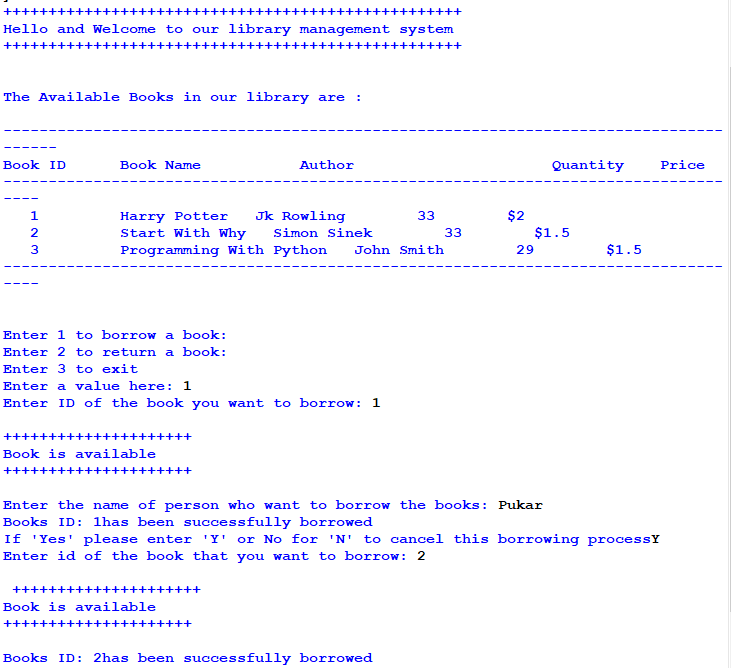 +++++++++++++++++++++++++++++++++++++++++++++++++++
Hello and Welcome to our library management system
+++++++++++++++++++++++++++++++++++++++++++++++++++
The Available Books in our library are :
--------------------------------------------------------------------------------
------
Book ID      Book Name           Author                      Quantity    Price
--------------------------------------------------------------------------------
----
   1         Harry Potter   Jk Rowling        33        $2
   2         Start With Why   Simon Sinek        33        $1.5
   3         Programming With Python   John Smith        29        $1.5
--------------------------------------------------------------------------------
----
Enter 1 to borrow a book:
Enter 2 to return a book:
Enter 3 to exit
Enter a value here: 1
Enter ID of the book you want to borrow: 1
+++++++++++++++++++++
Book is available
+++++++++++++++++++++
Enter the name of person who want to borrow the books: Pukar
Books ID: 1has been successfully borrowed
If 'Yes' please enter 'Y' or No for 'N' to cancel this borrowing processY
Enter id of the book that you want to borrow: 2
 +++++++++++++++++++++
Book is available
+++++++++++++++++++++
Books ID: 2has been successfully borrowed